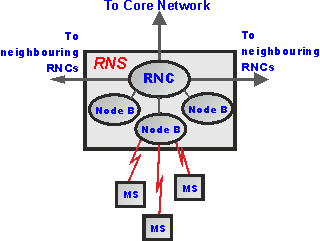 To Core Network
To
neighbouring
RNCs
To
neighbouring
RNCs
RNS
RNC
Node B
Node B
Node B
MS
MS
MS